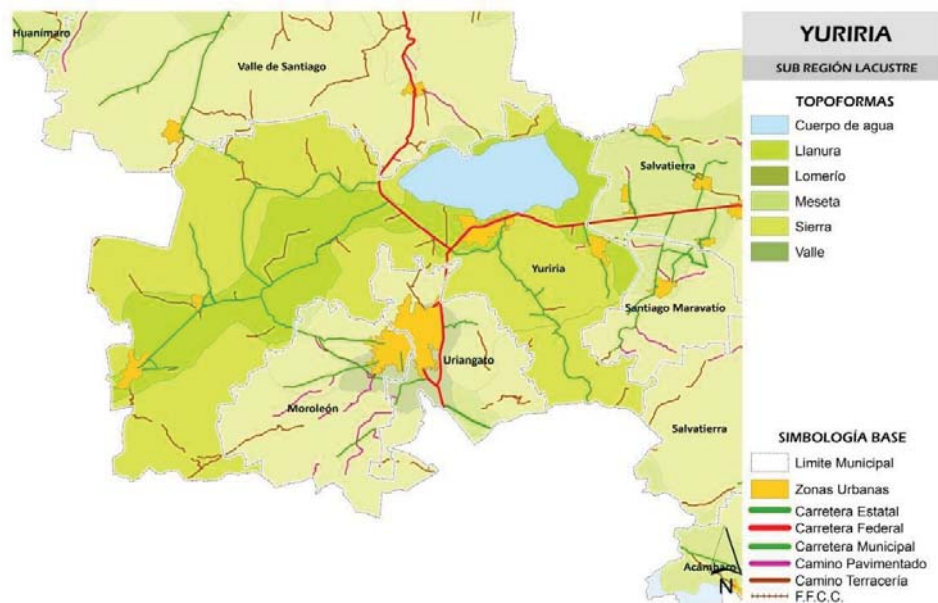 YURIRIA
SUB REGIÓN LACUSTRE
TOPOFORMAS
Cuerpo de agua
Llanura
Lomerío
Meseta
Sierra
Valle
Huanímaro
Valle de Santiago
Salvatierra
Yuriria
Santiago Maravatío
Uriangato
Moroleón
Salvatierra
Acámbaro
SIMBOLOGÍA BASE
Limite Municipal
Zonas Urbanas
Carretera Estatal
Carretera Federal
Carretera Municipal
Camino Pavimentado
Camino Terracería
F.F.C.C.
N